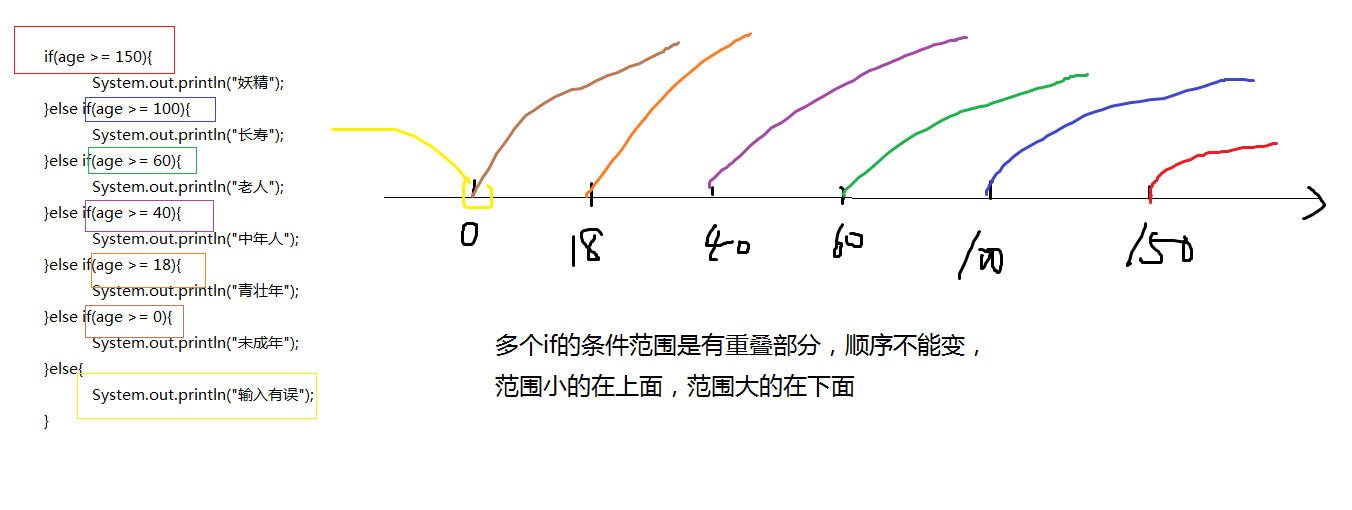 if(age >= 150){
System.out.println("妖精");
}else if(age >= 100){
System.out.println("长寿");
}else if(age >= 60){
System.out.println("老人");
}else if(age >= 40){
System.out.println("中年人");
}else if(age >= 18){
System.out.println("青壮年");
}else if(age >= 0){
System.out.println("未成年");
}else{
System.out.println("输入有误");
}
0 18 40 60 100 150
多个if的条件范围是有重叠部分，顺序不能变，
范围小的在上面，范围大的在下面